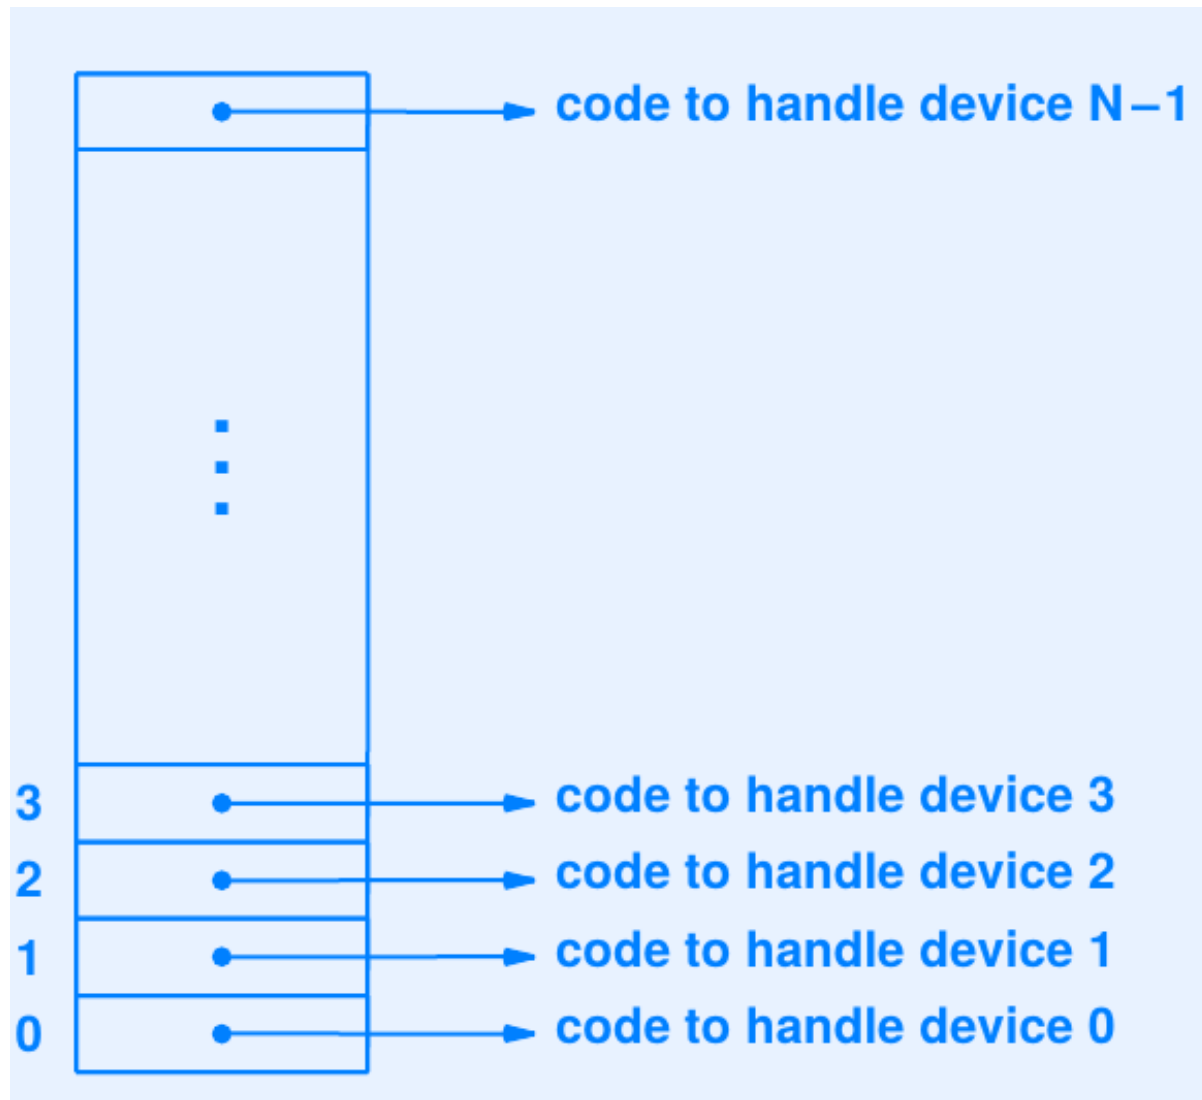 code to handle device N–1
3 code to handle device 3
2 code to handle device 2
1 code to handle device 1
0 code to handle device 0